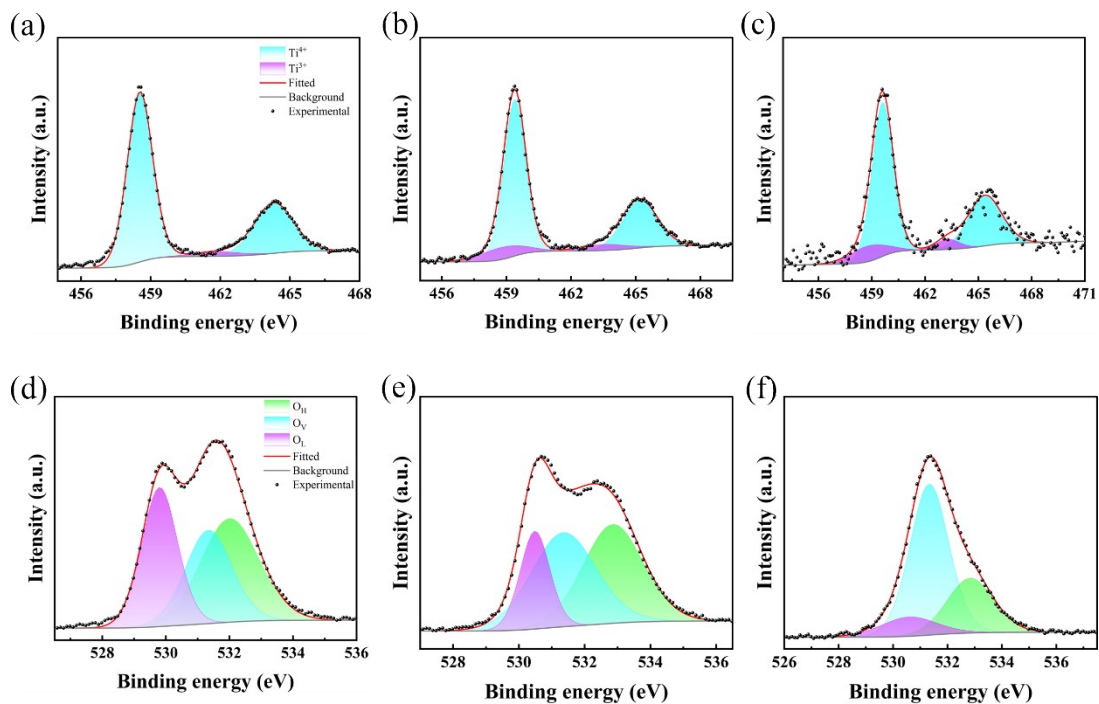 (a)
Ti4+
Ti3+
Fitted
Background
Experimental
Intensity (a.u.)
456 459 462 465 468
Binding energy (eV)
(b)
Intensity (a.u.)
456 459 462 465 468
Binding energy (eV)
(c)
Intensity (a.u.)
456 459 462 465 468 471
Binding energy (eV)
(d)
OH
OV
OL
Fitted
Background
Experimental
Intensity (a.u.)
528 530 532 534 536
Binding energy (eV)
(e)
Intensity (a.u.)
528 530 532 534 536
Binding energy (eV)
(f)
Intensity (a.u.)
526 528 530 532 534 536
Binding energy (eV)